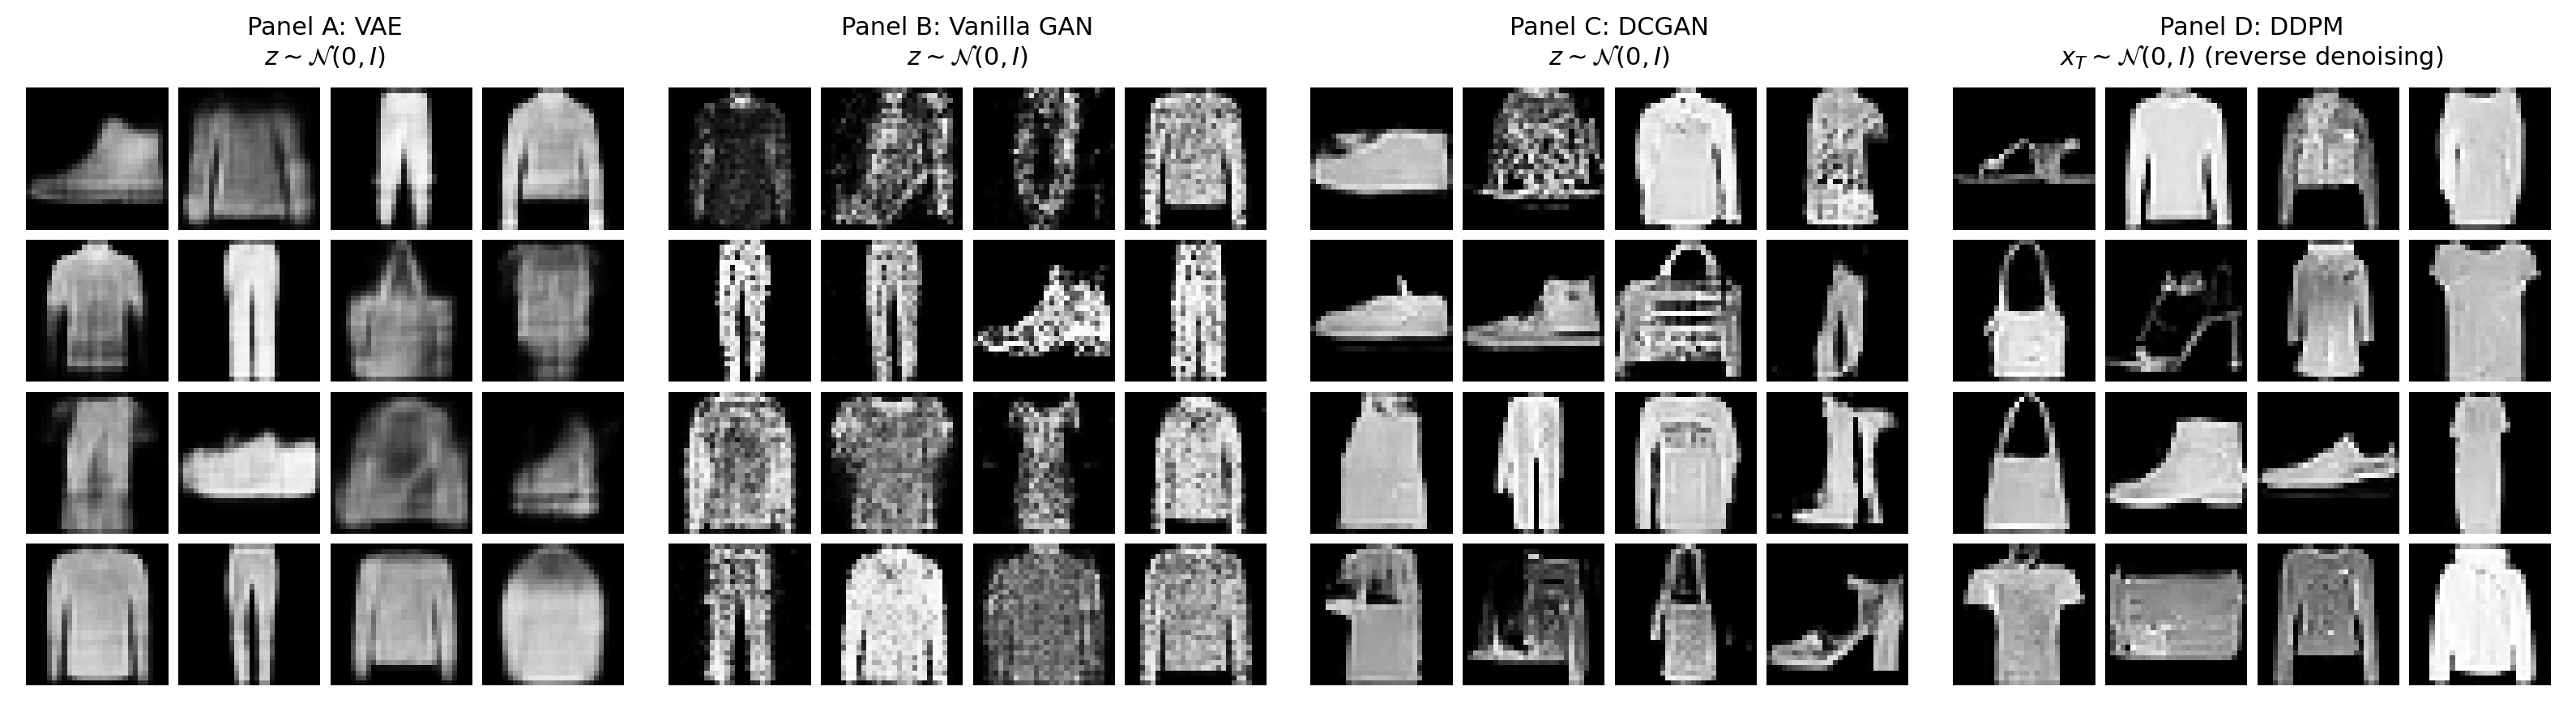 Panel A: VAE
z ~ 𝒩(0, I)
Panel B: Vanilla GAN
z ~ 𝒩(0, I)
Panel C: DCGAN
z ~ 𝒩(0, I)
Panel D: DDPM
x_T ~ 𝒩(0, I) (reverse denoising)